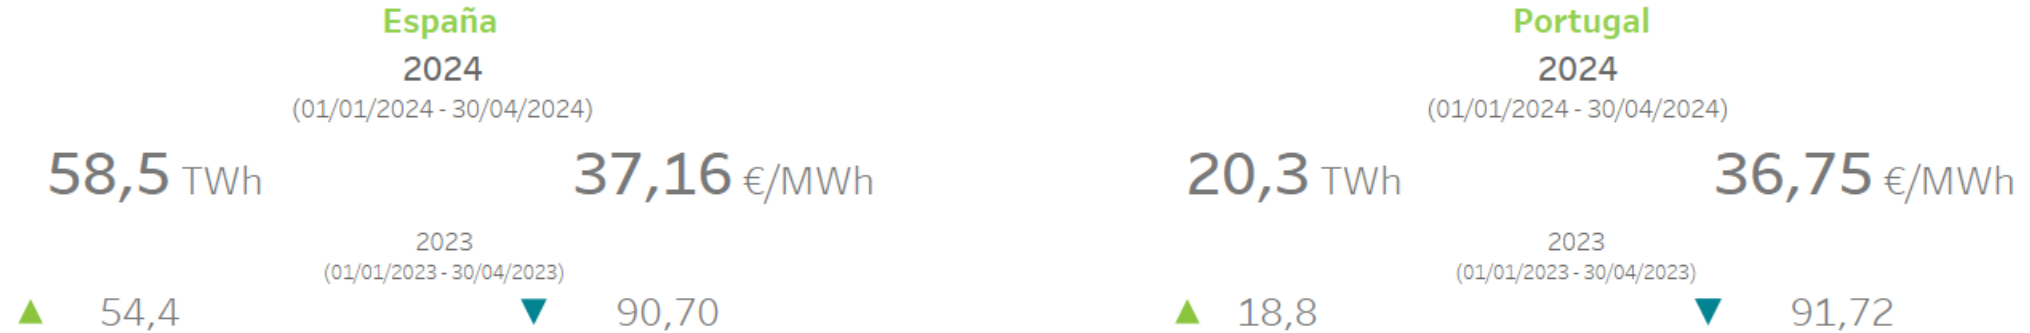 España
2024
(01/01/2024 - 30/04/2024)
58,5 TWh 37,16 €/MWh
2023
(01/01/2023 - 30/04/2023)
▲ 54,4 ▼ 90,70
Portugal
2024
(01/01/2024 - 30/04/2024)
20,3 TWh 36,75 €/MWh
2023
(01/01/2023 - 30/04/2023)
▲ 18,8 ▼ 91,72